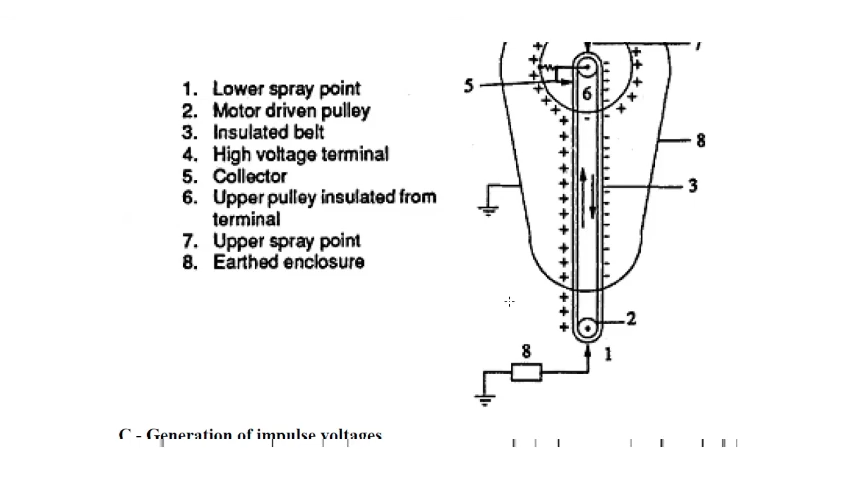 7
1. Lower spray point
2. Motor driven pulley
3. Insulated belt
4. High voltage terminal
5. Collector
6. Upper pulley insulated from
terminal
7. Upper spray point
8. Earthed enclosure
5
6
8
3
2
8
1
C - Generation of impulse voltages